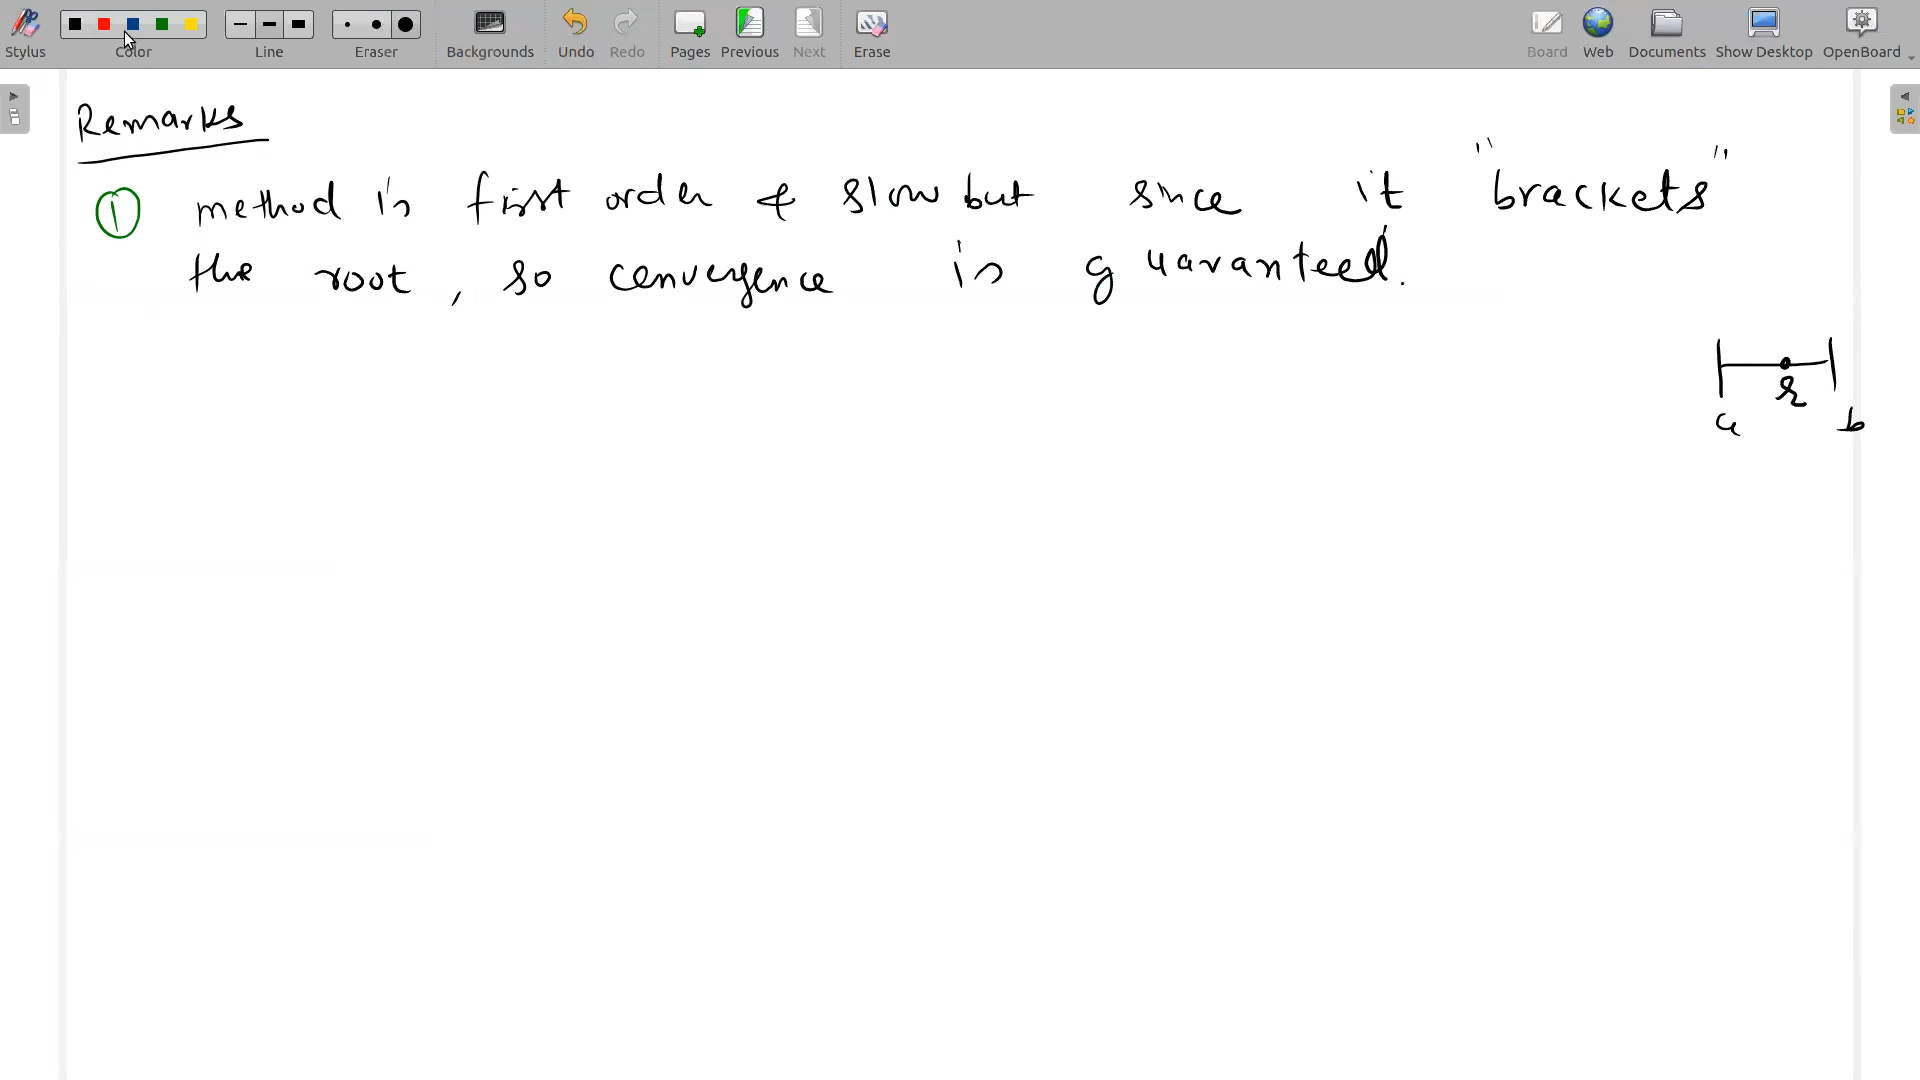 Stylus Color Line Eraser Backgrounds Undo Redo Pages Previous Next Erase Board Web Documents Show Desktop OpenBoard
Remarks
① method is first order & slow but since it "brackets"
the root, so convergence is guaranteed.
r
a b